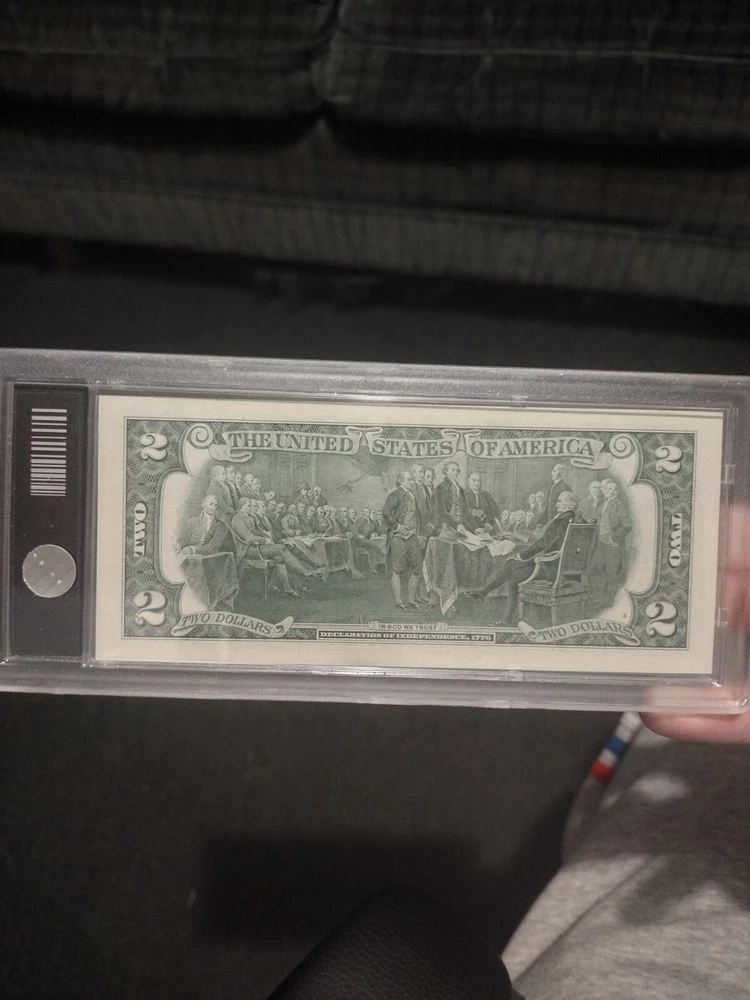 2 THE UNITED STATES OF AMERICA 2
TWO TWO
2 TWO DOLLARS IN GOD WE TRUST TWO DOLLARS 2
DECLARATION OF INDEPENDENCE, 1776